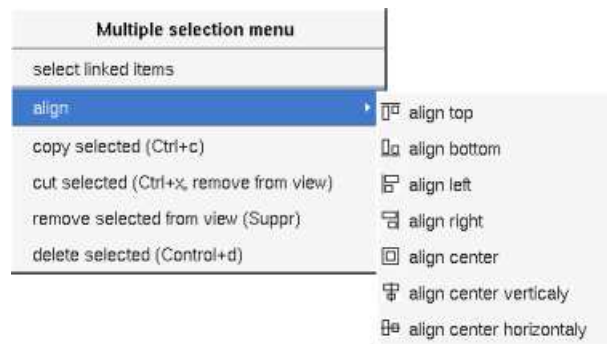 Multiple selection menu
select linked items
align
copy selected (Ctrl+c)
cut selected (Ctrl+x, remove from view)
remove selected from view (Suppr)
delete selected (Control+d)
align top
align bottom
align left
align right
align center
align center verticaly
align center horizontaly